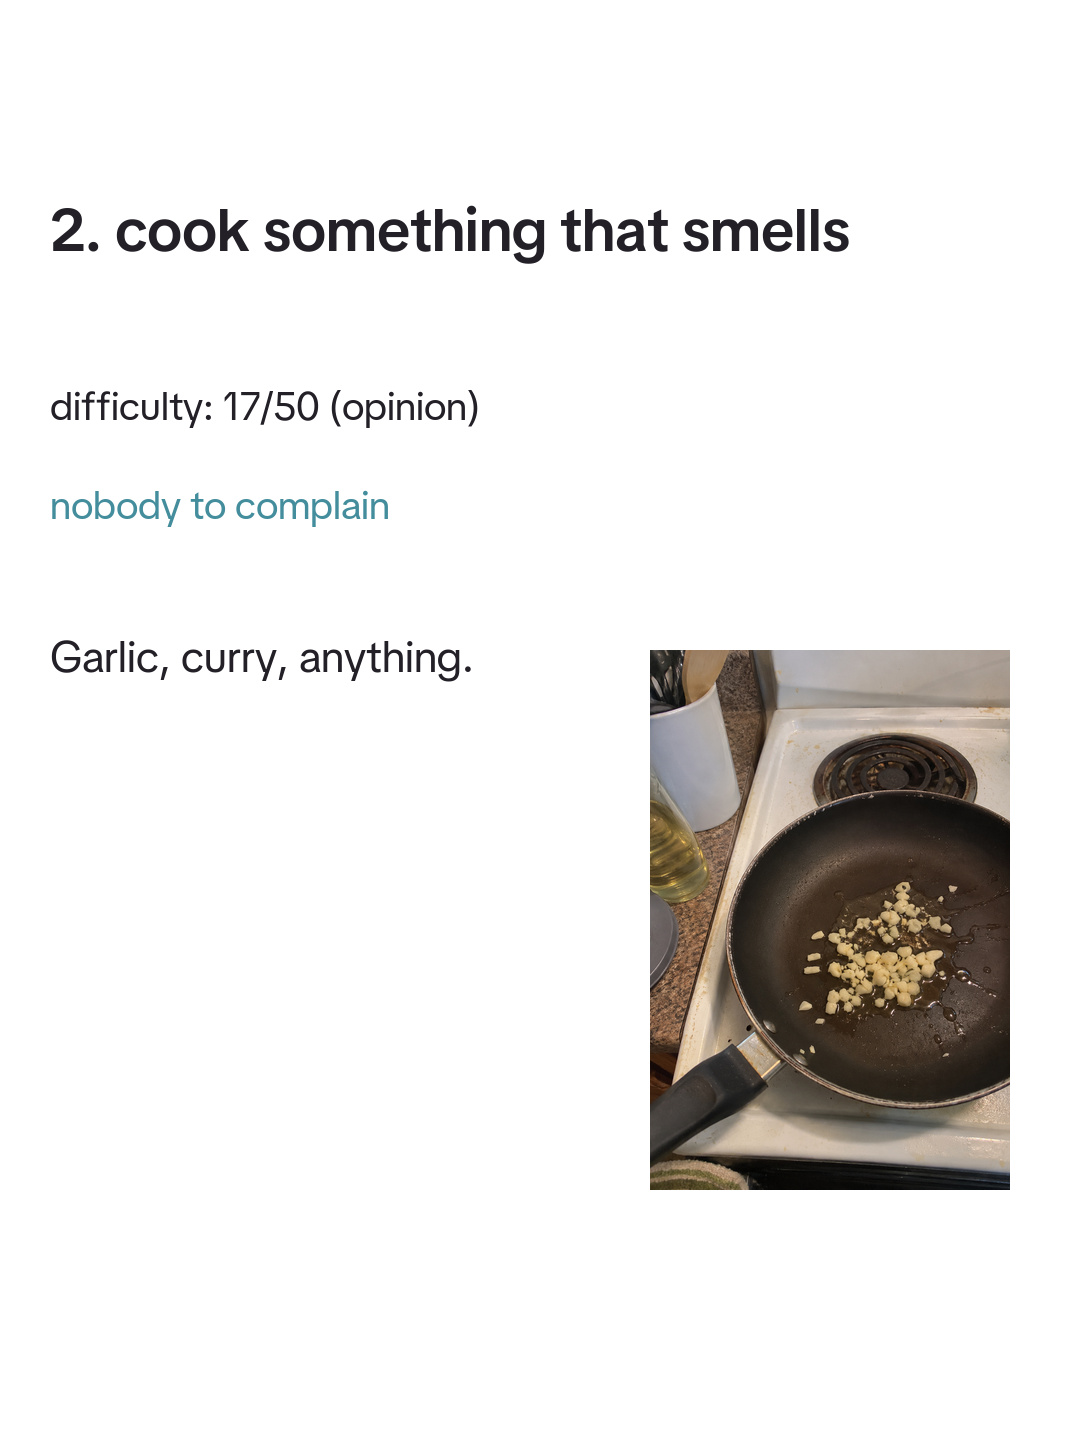 2. cook something that smells
difficulty: 17/50 (opinion)
nobody to complain
Garlic, curry, anything.